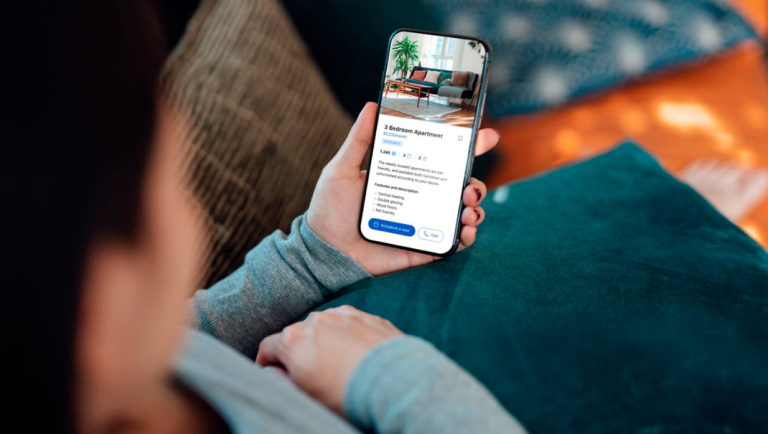 3 Bedroom Apartment
The ideally located apartments are pet
friendly, and available both furnished and
unfurnished according to your desire.
Features and description
– Central heating
– Double glazing
– Wood floors
– Pet friendly
Schedule a tour
Call